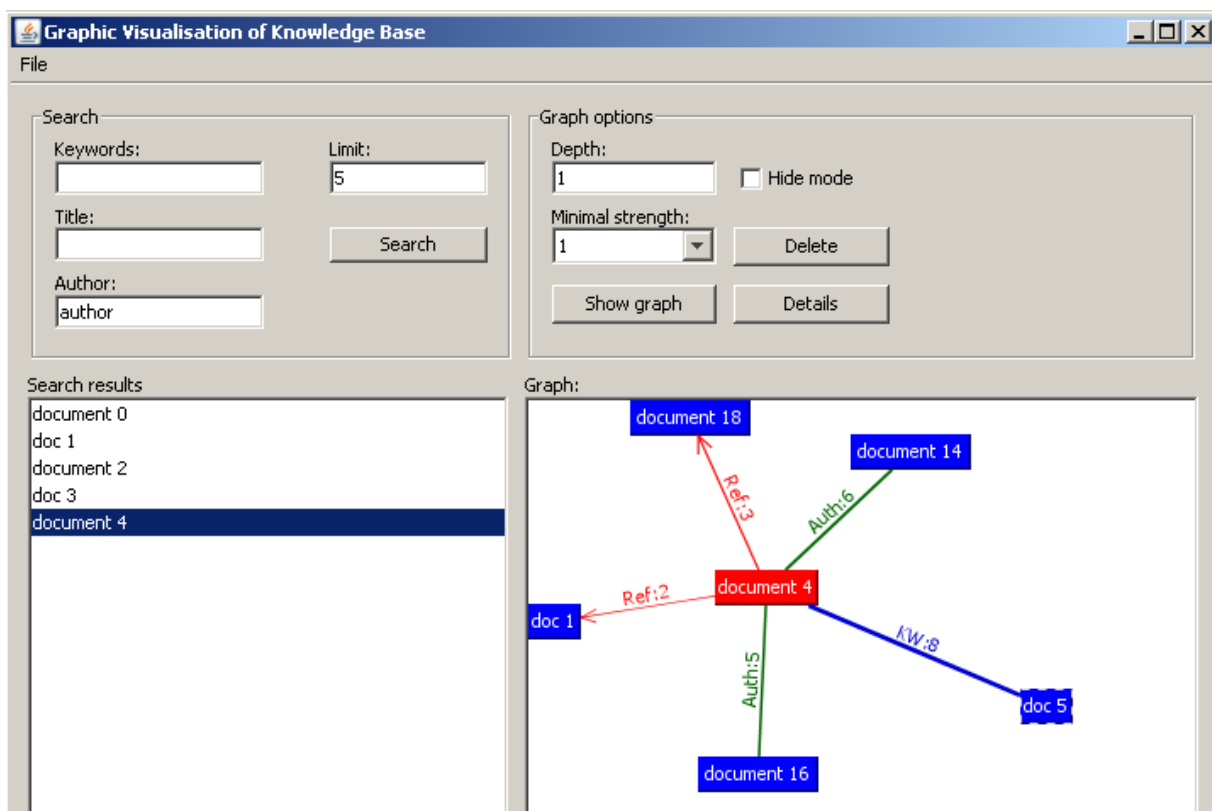 Graphic Visualisation of Knowledge Base
File
Search
Keywords:
Limit:
5
Title:
Search
Author:
author
Graph options
Depth:
1
Hide mode
Minimal strength:
1
Delete
Show graph
Details
Search results
document 0
doc 1
document 2
doc 3
document 4
Graph:
document 18
document 14
Ref:3
Auth:6
document 4
Ref:2
doc 1
KW:8
Auth:5
doc 5
document 16